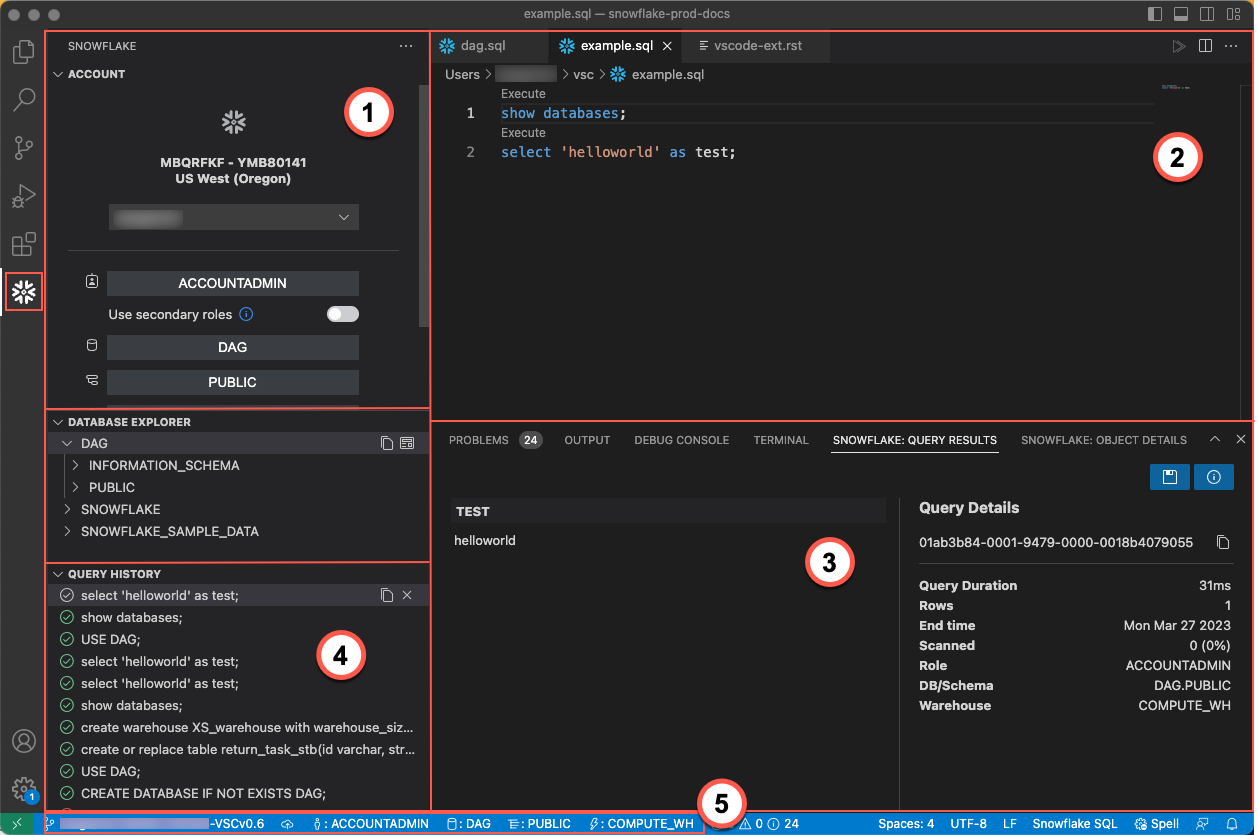 example.sql — snowflake-prod-docs
SNOWFLAKE
ACCOUNT
1
MBQRFKF - YMB80141
US West (Oregon)
ACCOUNTADMIN
Use secondary roles
DAG
PUBLIC
DATABASE EXPLORER
DAG
INFORMATION_SCHEMA
PUBLIC
SNOWFLAKE
SNOWFLAKE_SAMPLE_DATA
QUERY HISTORY
select 'helloworld' as test;
show databases;
USE DAG;
select 'helloworld' as test;
select 'helloworld' as test;
show databases;
create warehouse XS_warehouse with warehouse_siz...
create or replace table return_task_stb(id varchar, str...
USE DAG;
CREATE DATABASE IF NOT EXISTS DAG;
4
1
dag.sql
example.sql
vscode-ext.rst
Users > > vsc > example.sql
Execute
1 show databases;
Execute
2 select 'helloworld' as test;
2
PROBLEMS 24 OUTPUT DEBUG CONSOLE TERMINAL SNOWFLAKE: QUERY RESULTS SNOWFLAKE: OBJECT DETAILS
TEST
helloworld
3
Query Details
01ab3b84-0001-9479-0000-0018b4079055
Query Duration 31ms
Rows 1
End time Mon Mar 27 2023
Scanned 0 (0%)
Role ACCOUNTADMIN
DB/Schema DAG.PUBLIC
Warehouse COMPUTE_WH
5
-VSCv0.6 : ACCOUNTADMIN : DAG : PUBLIC : COMPUTE_WH 0 24 Spaces: 4 UTF-8 LF Snowflake SQL Spell